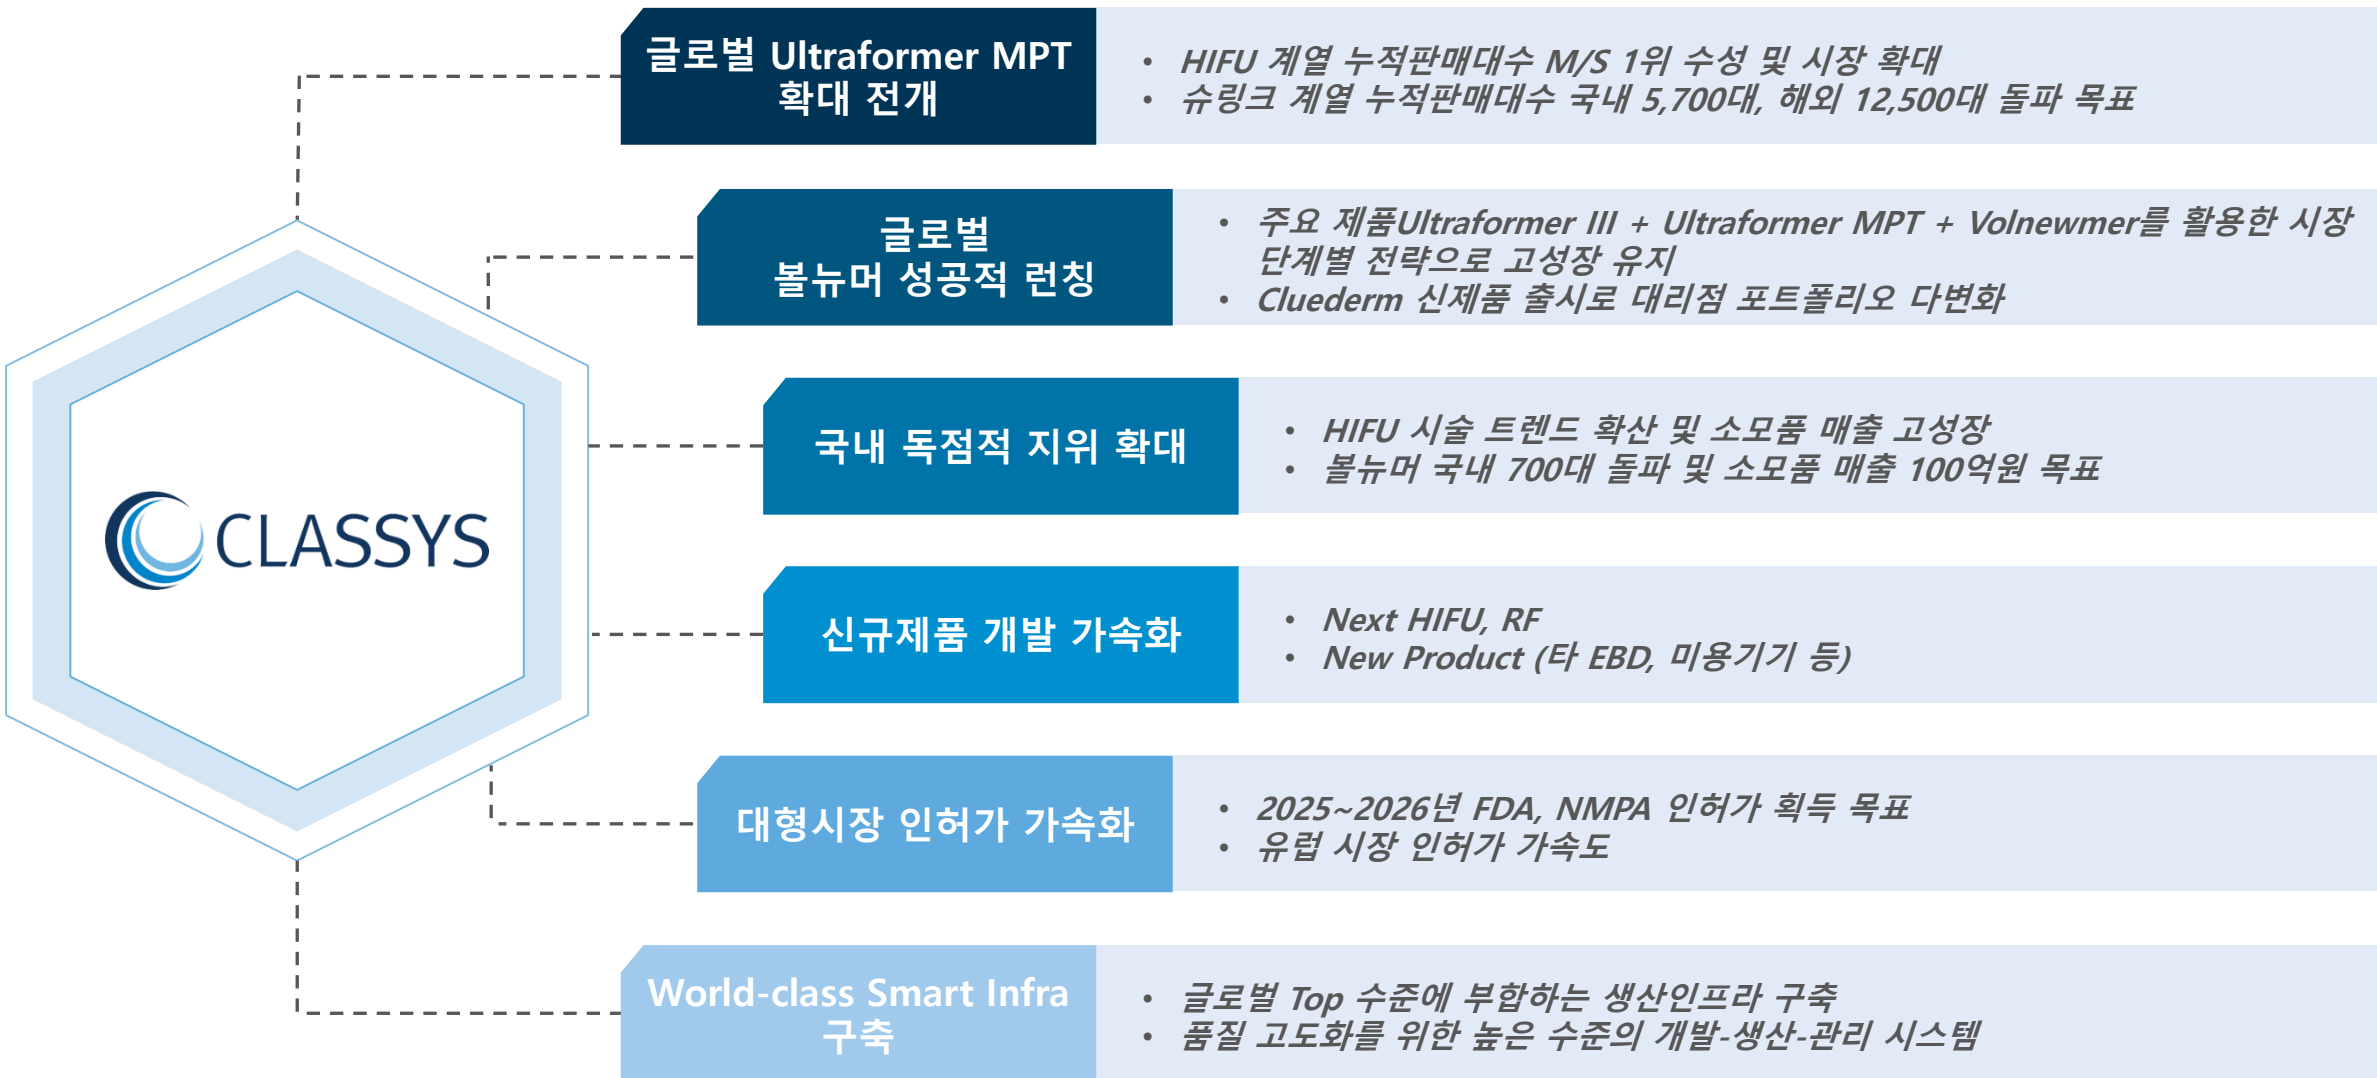 글로벌 Ultraformer MPT
확대 전개
• HIFU 계열 누적판매대수 M/S 1위 수성 및 시장 확대
• 슈링크 계열 누적판매대수 국내 5,700대, 해외 12,500대 돌파 목표
글로벌
볼뉴머 성공적 런칭
• 주요 제품Ultraformer III + Ultraformer MPT + Volnewmer를 활용한 시장
단계별 전략으로 고성장 유지
• Cluederm 신제품 출시로 대리점 포트폴리오 다변화
국내 독점적 지위 확대
• HIFU 시술 트렌드 확산 및 소모품 매출 고성장
• 볼뉴머 국내 700대 돌파 및 소모품 매출 100억원 목표
CLASSYS
신규제품 개발 가속화
• Next HIFU, RF
• New Product (타 EBD, 미용기기 등)
대형시장 인허가 가속화
• 2025~2026년 FDA, NMPA 인허가 획득 목표
• 유럽 시장 인허가 가속도
World-class Smart Infra
구축
• 글로벌 Top 수준에 부합하는 생산인프라 구축
• 품질 고도화를 위한 높은 수준의 개발-생산-관리 시스템